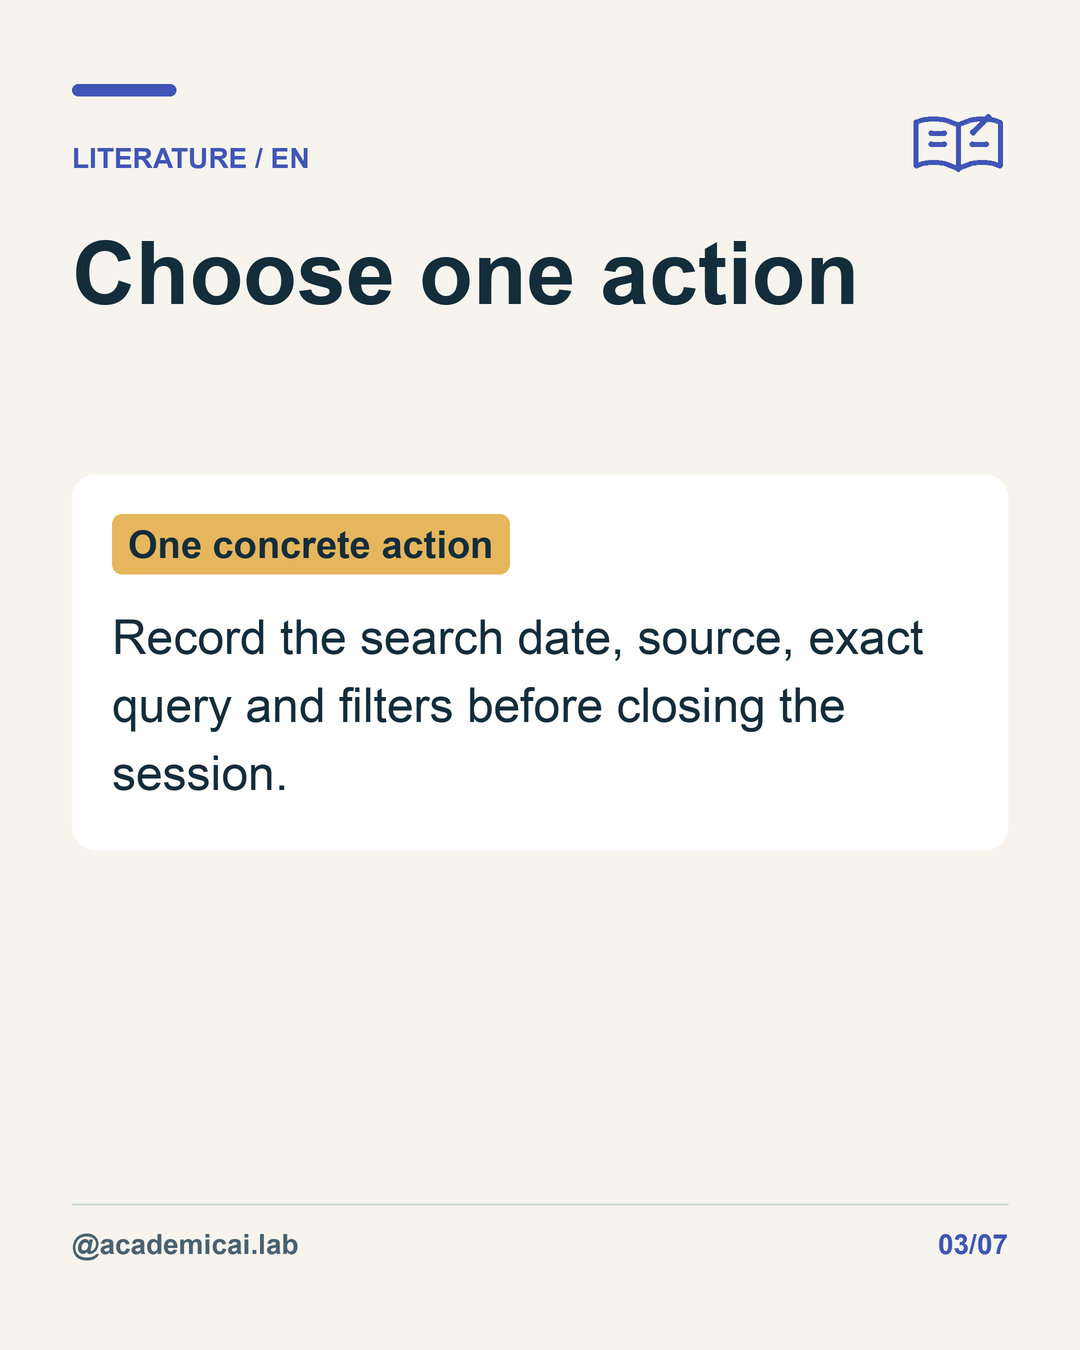 LITERATURE / EN
Choose one action
One concrete action
Record the search date, source, exact
query and filters before closing the
session.
@academicai.lab
03/07